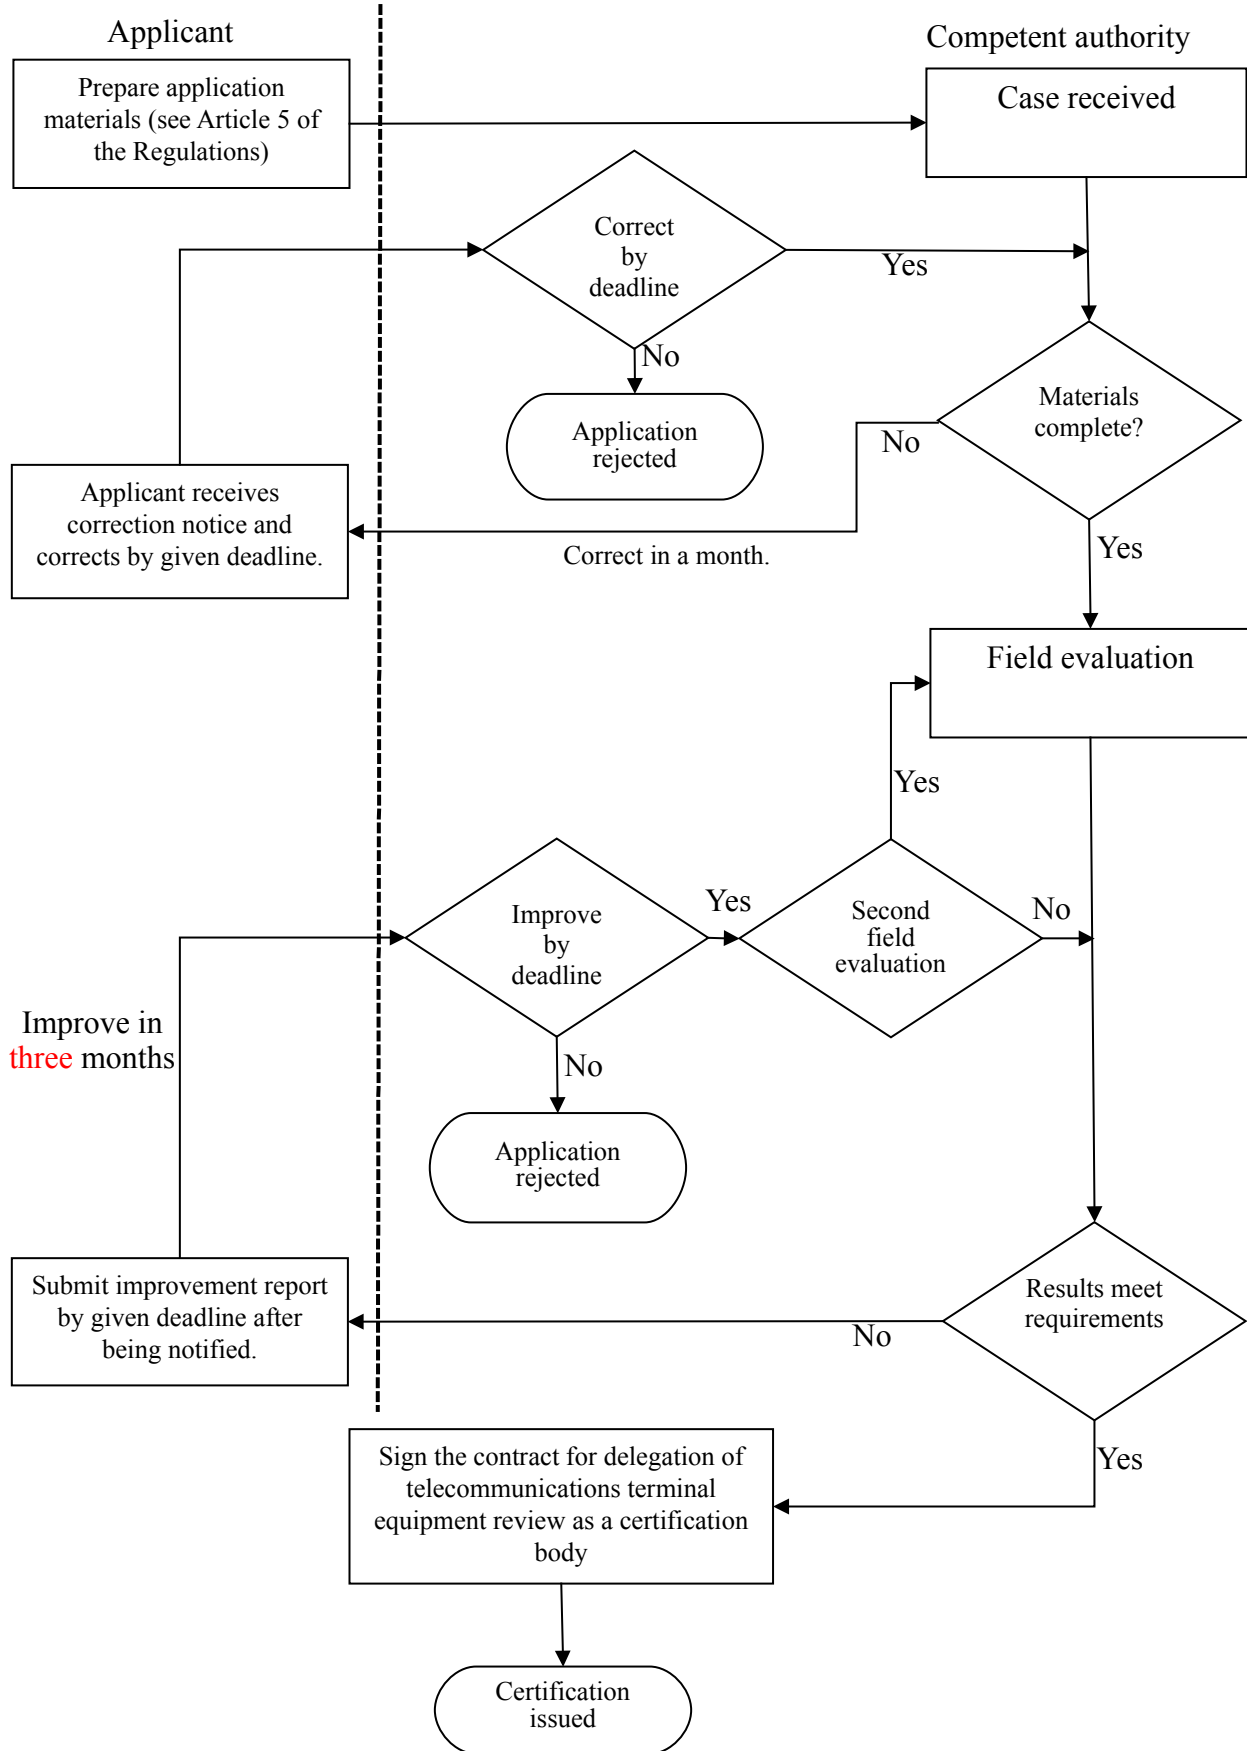 Applicant
Competent authority
Prepare application
materials (see Article 5 of
the Regulations)
Case received
Correct
by
deadline
Yes
No
Application
rejected
Materials
complete?
No
Applicant receives
correction notice and
corrects by given deadline.
Correct in a month.
Yes
Field evaluation
Yes
Improve
by
deadline
Yes
Second
field
evaluation
No
Improve in
three months
No
Application
rejected
Submit improvement report
by given deadline after
being notified.
Results meet
requirements
No
Yes
Sign the contract for delegation of
telecommunications terminal
equipment review as a certification
body
Certification
issued